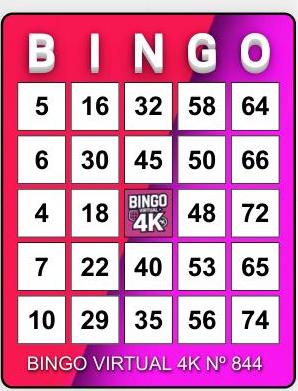 B I N G O
5 16 32 58 64
6 30 45 50 66
4 18 BINGO VIRTUAL 4K 48 72
7 22 40 53 65
10 29 35 56 74
BINGO VIRTUAL 4K Nº 844